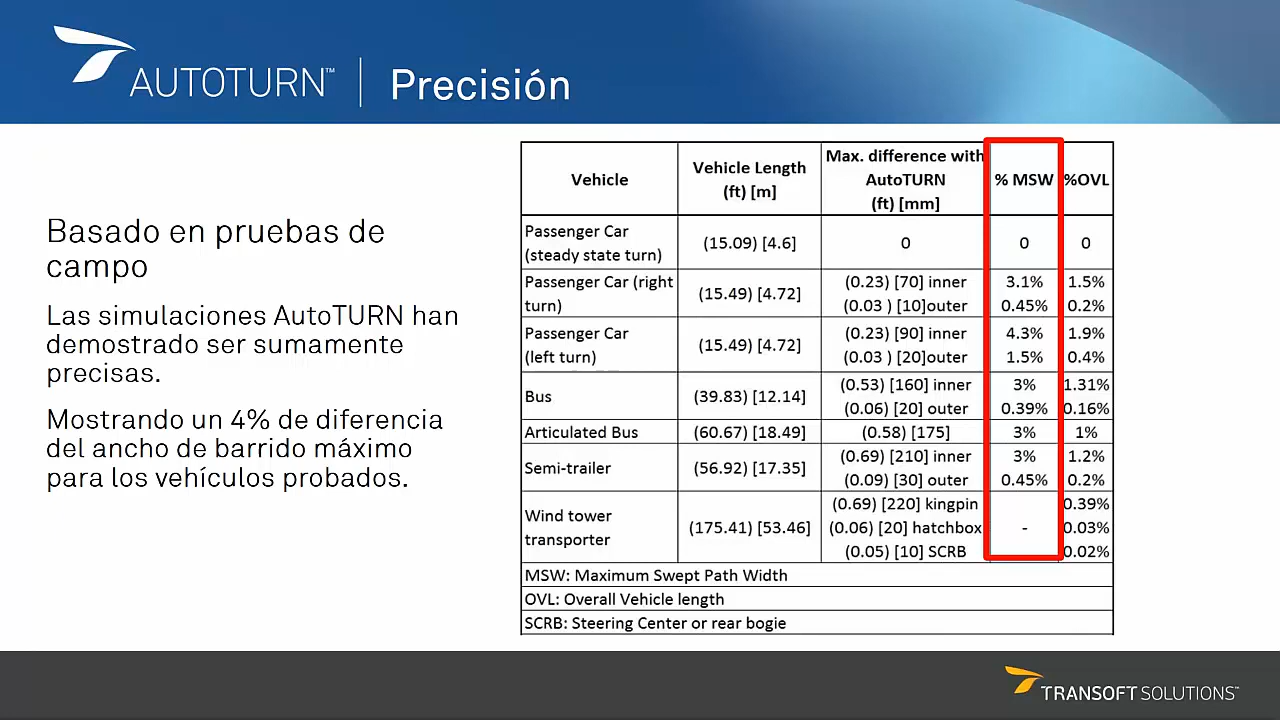 AUTOTURN™
Precisión
Basado en pruebas de
campo
Las simulaciones AutoTURN han
demostrado ser sumamente
precisas.
Mostrando un 4% de diferencia
del ancho de barrido máximo
para los vehículos probados.
Vehicle | Vehicle Length (ft) [m] | Max. difference with AutoTURN (ft) [mm] | % MSW | %OVL
Passenger Car (steady state turn) | (15.09) [4.6] | 0 | 0 | 0
Passenger Car (right turn) | (15.49) [4.72] | (0.23) [70] inner (0.03 ) [10]outer | 3.1% 0.45% | 1.5% 0.2%
Passenger Car (left turn) | (15.49) [4.72] | (0.23) [90] inner (0.03 ) [20]outer | 4.3% 1.5% | 1.9% 0.4%
Bus | (39.83) [12.14] | (0.53) [160] inner (0.06) [20] outer | 3% 0.39% | 1.31% 0.16%
Articulated Bus | (60.67) [18.49] | (0.58) [175] | 3% | 1%
Semi-trailer | (56.92) [17.35] | (0.69) [210] inner (0.09) [30] outer | 3% 0.45% | 1.2% 0.2%
Wind tower transporter | (175.41) [53.46] | (0.69) [220] kingpin (0.06) [20] hatchbox (0.05) [10] SCRB | - | 0.39% 0.03% 0.02%
MSW: Maximum Swept Path Width
OVL: Overall Vehicle length
SCRB: Steering Center or rear bogie
TRANSOFT SOLUTIONS™